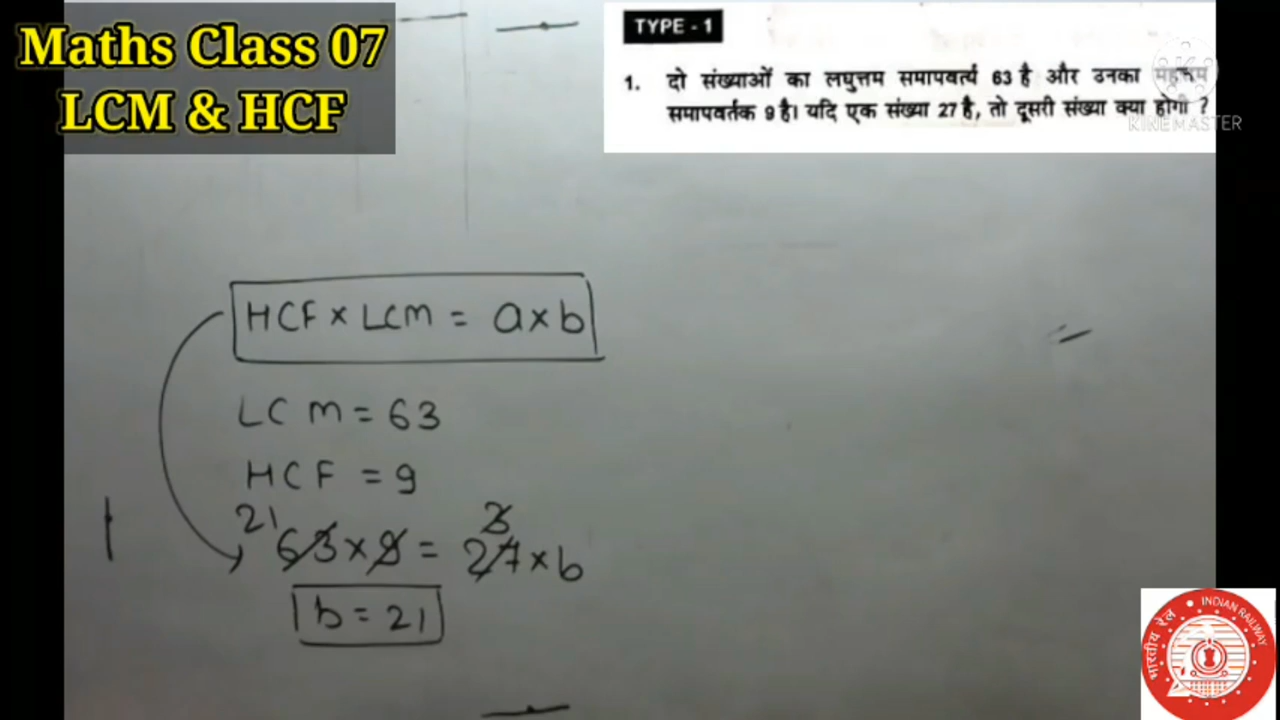 Maths Class 07
LCM & HCF
TYPE - 1
1. दो संख्याओं का लघुत्तम समापवर्त्य 63 है और उनका महत्तम
समापवर्तक 9 है। यदि एक संख्या 27 है, तो दूसरी संख्या क्या होगी ?
KINEMASTER
HCF × LCM = a×b
LCM = 63
HCF = 9
21 3
63×9 = 27×b
b = 21
भारतीय रेल • INDIAN RAILWAY